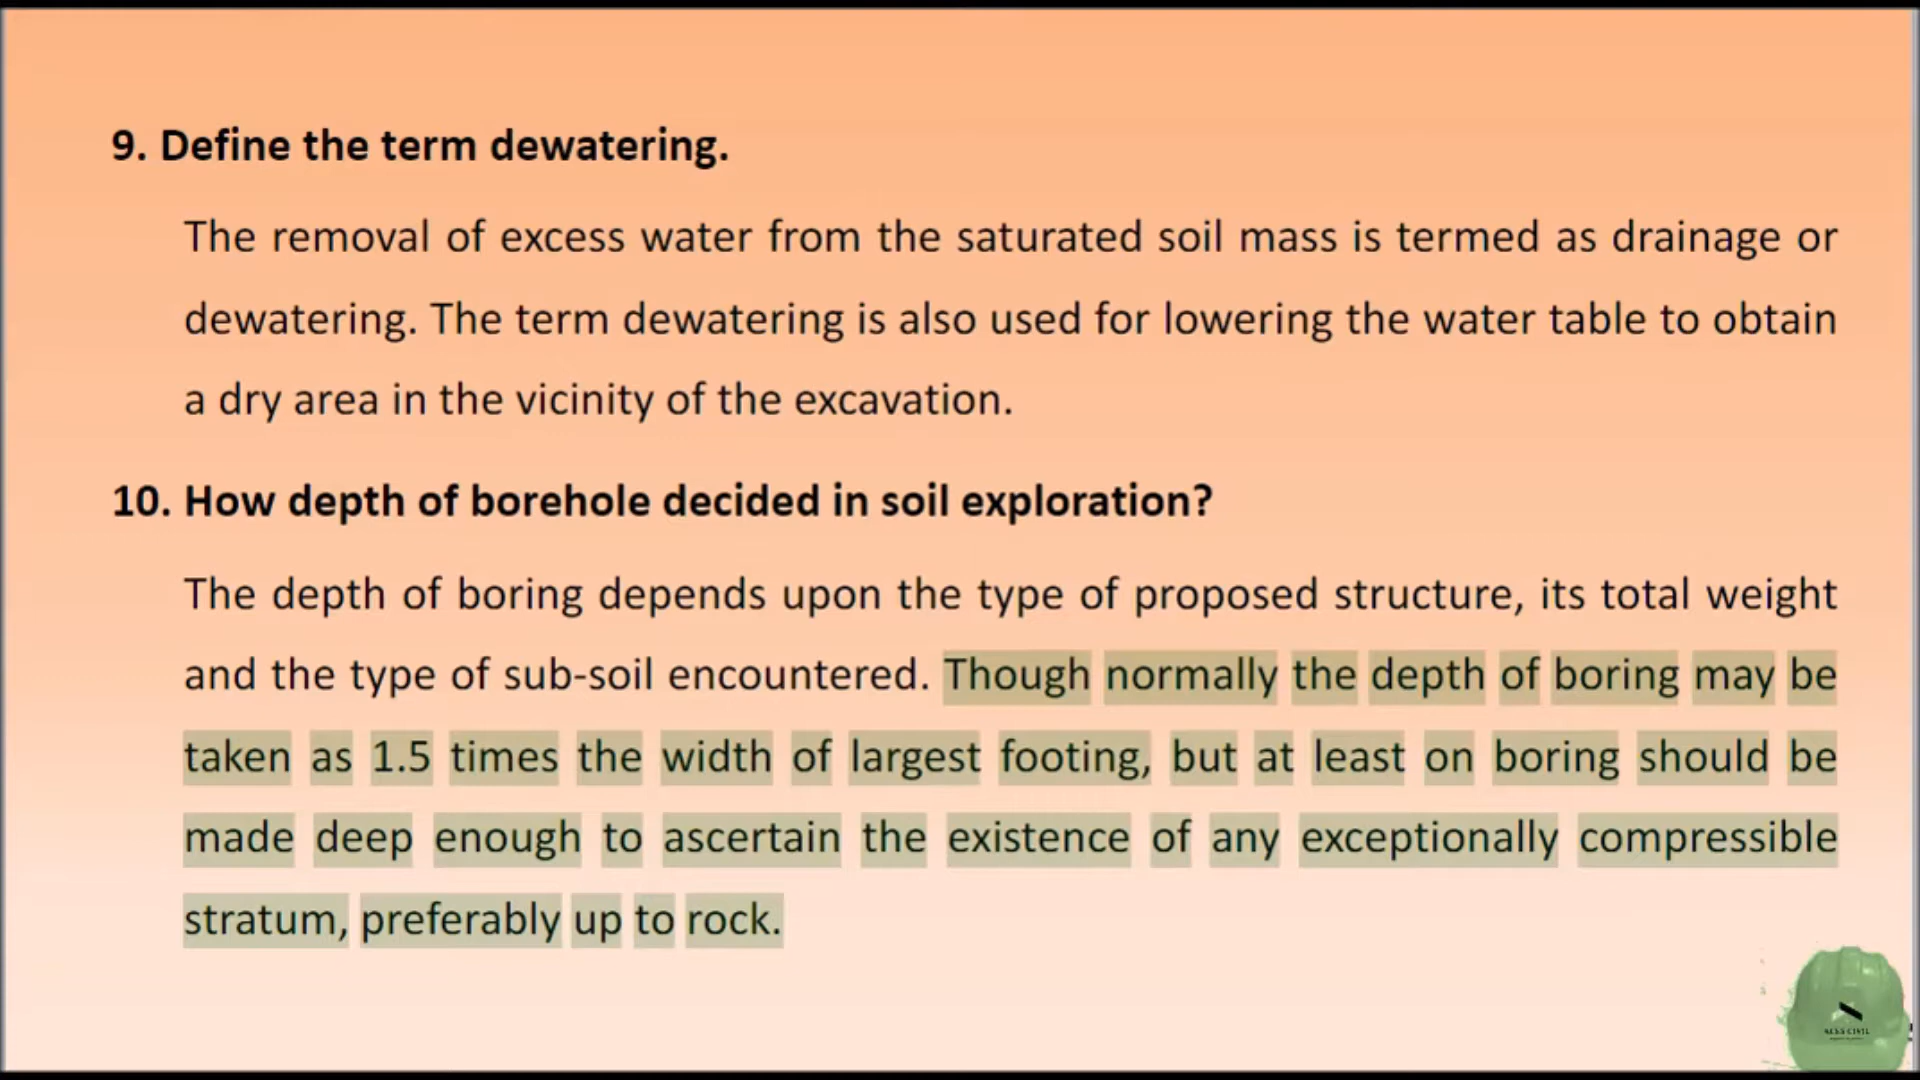 9. Define the term dewatering.
The removal of excess water from the saturated soil mass is termed as drainage or
dewatering. The term dewatering is also used for lowering the water table to obtain
a dry area in the vicinity of the excavation.
10. How depth of borehole decided in soil exploration?
The depth of boring depends upon the type of proposed structure, its total weight
and the type of sub-soil encountered. Though normally the depth of boring may be
taken as 1.5 times the width of largest footing, but at least on boring should be
made deep enough to ascertain the existence of any exceptionally compressible
stratum, preferably up to rock.